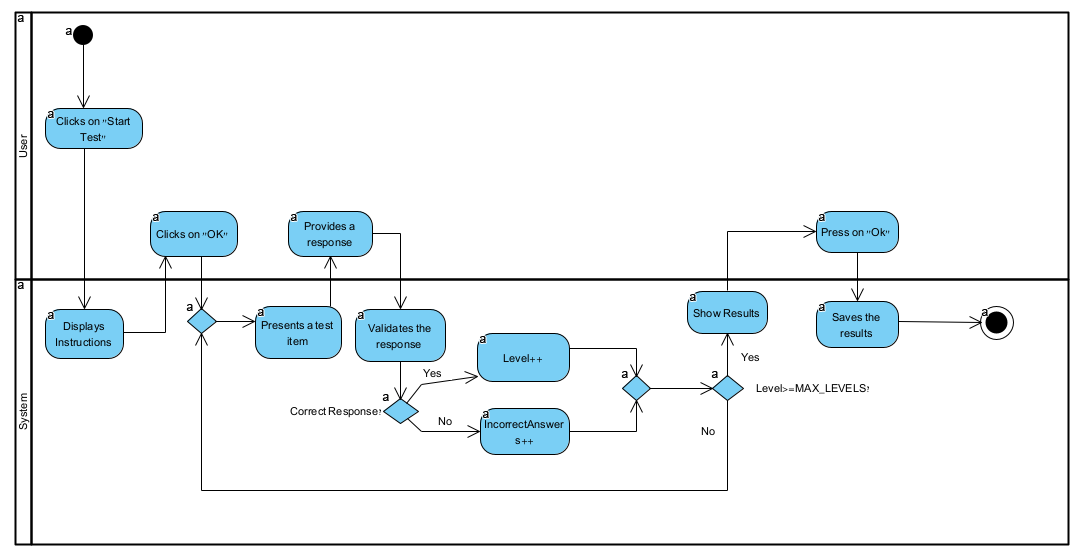 a
a
User
a
Clicks on "Start
Test"
a
Clicks on "OK"
a
Provides a
response
a
Press on "Ok"
a
System
Displays
Instructions
a
a
Presents a test
item
Validates the
response
a
Correct Response?
Yes
No
a
Level++
a
IncorrectAnswer
s++
a
a
Level>=MAX_LEVELS?
Yes
No
a
Show Results
a
Saves the
results
a